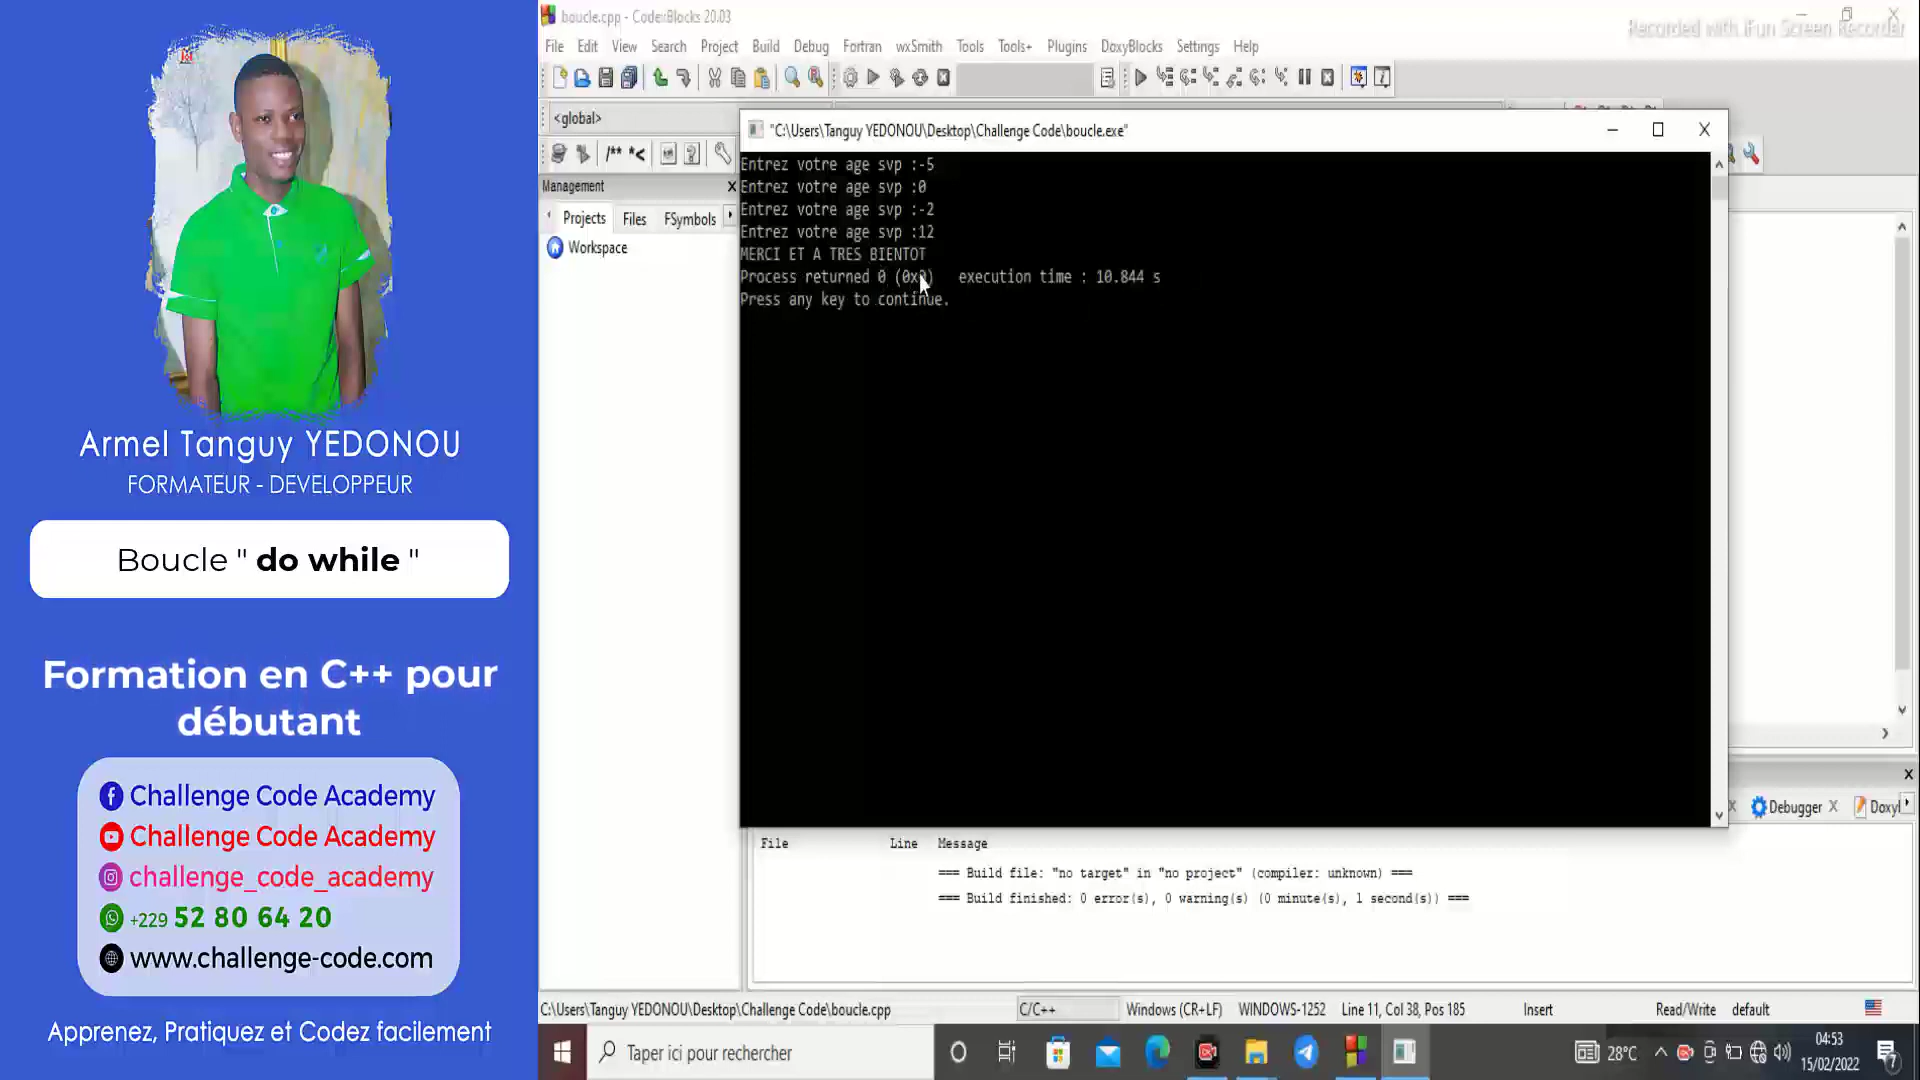 Armel Tanguy YEDONOU
FORMATEUR - DEVELOPPEUR
Boucle " do while "
Formation en C++ pour
débutant
Challenge Code Academy
Challenge Code Academy
challenge_code_academy
+229 52 80 64 20
www.challenge-code.com
Apprenez, Pratiquez et Codez facilement
boucle.cpp - Code::Blocks 20.03
Recorded with iFun Screen Recorder
File Edit View Search Project Build Debug Fortran wxSmith Tools Tools+ Plugins DoxyBlocks Settings Help
<global>
/** *<
Management
Projects Files FSymbols
Workspace
"C:\Users\Tanguy YEDONOU\Desktop\Challenge Code\boucle.exe"
Entrez votre age svp :-5
Entrez votre age svp :0
Entrez votre age svp :-2
Entrez votre age svp :12
MERCI ET A TRES BIENTOT
Process returned 0 (0x0) execution time : 10.844 s
Press any key to continue.
Debugger
File Line Message
=== Build file: "no target" in "no project" (compiler: unknown) ===
=== Build finished: 0 error(s), 0 warning(s) (0 minute(s), 1 second(s)) ===
C:\Users\Tanguy YEDONOU\Desktop\Challenge Code\boucle.cpp C/C++ Windows (CR+LF) WINDOWS-1252 Line 11, Col 38, Pos 185 Insert Read/Write default
Taper ici pour rechercher
28°C
04:53
15/02/2022
7